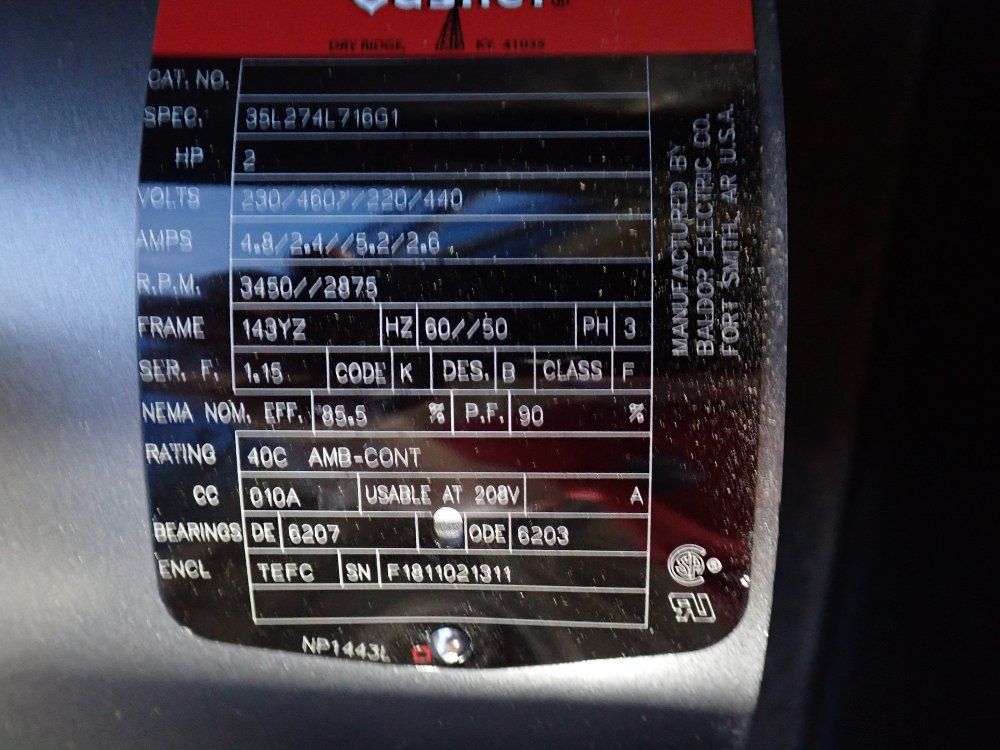 DRY RIDGE, KY. 41035
CAT. NO.
SPEC. 35L274L716G1
HP 2
VOLTS 230/460//220/440
AMPS 4.8/2.4//5.2/2.6
R.P.M. 3450//2875
FRAME 143YZ HZ 60//50 PH 3
SER. F. 1.15 CODE K DES. B CLASS F
NEMA NOM. EFF. 85.5 % P.F. 90 %
RATING 40C AMB-CONT
CC 010A USABLE AT 208V A
BEARINGS DE 6207 ODE 6203
ENCL TEFC SN F1811021311
NP1443L
MANUFACTURED BY
BALDOR ELECTRIC CO.
FORT SMITH, AR U.S.A.